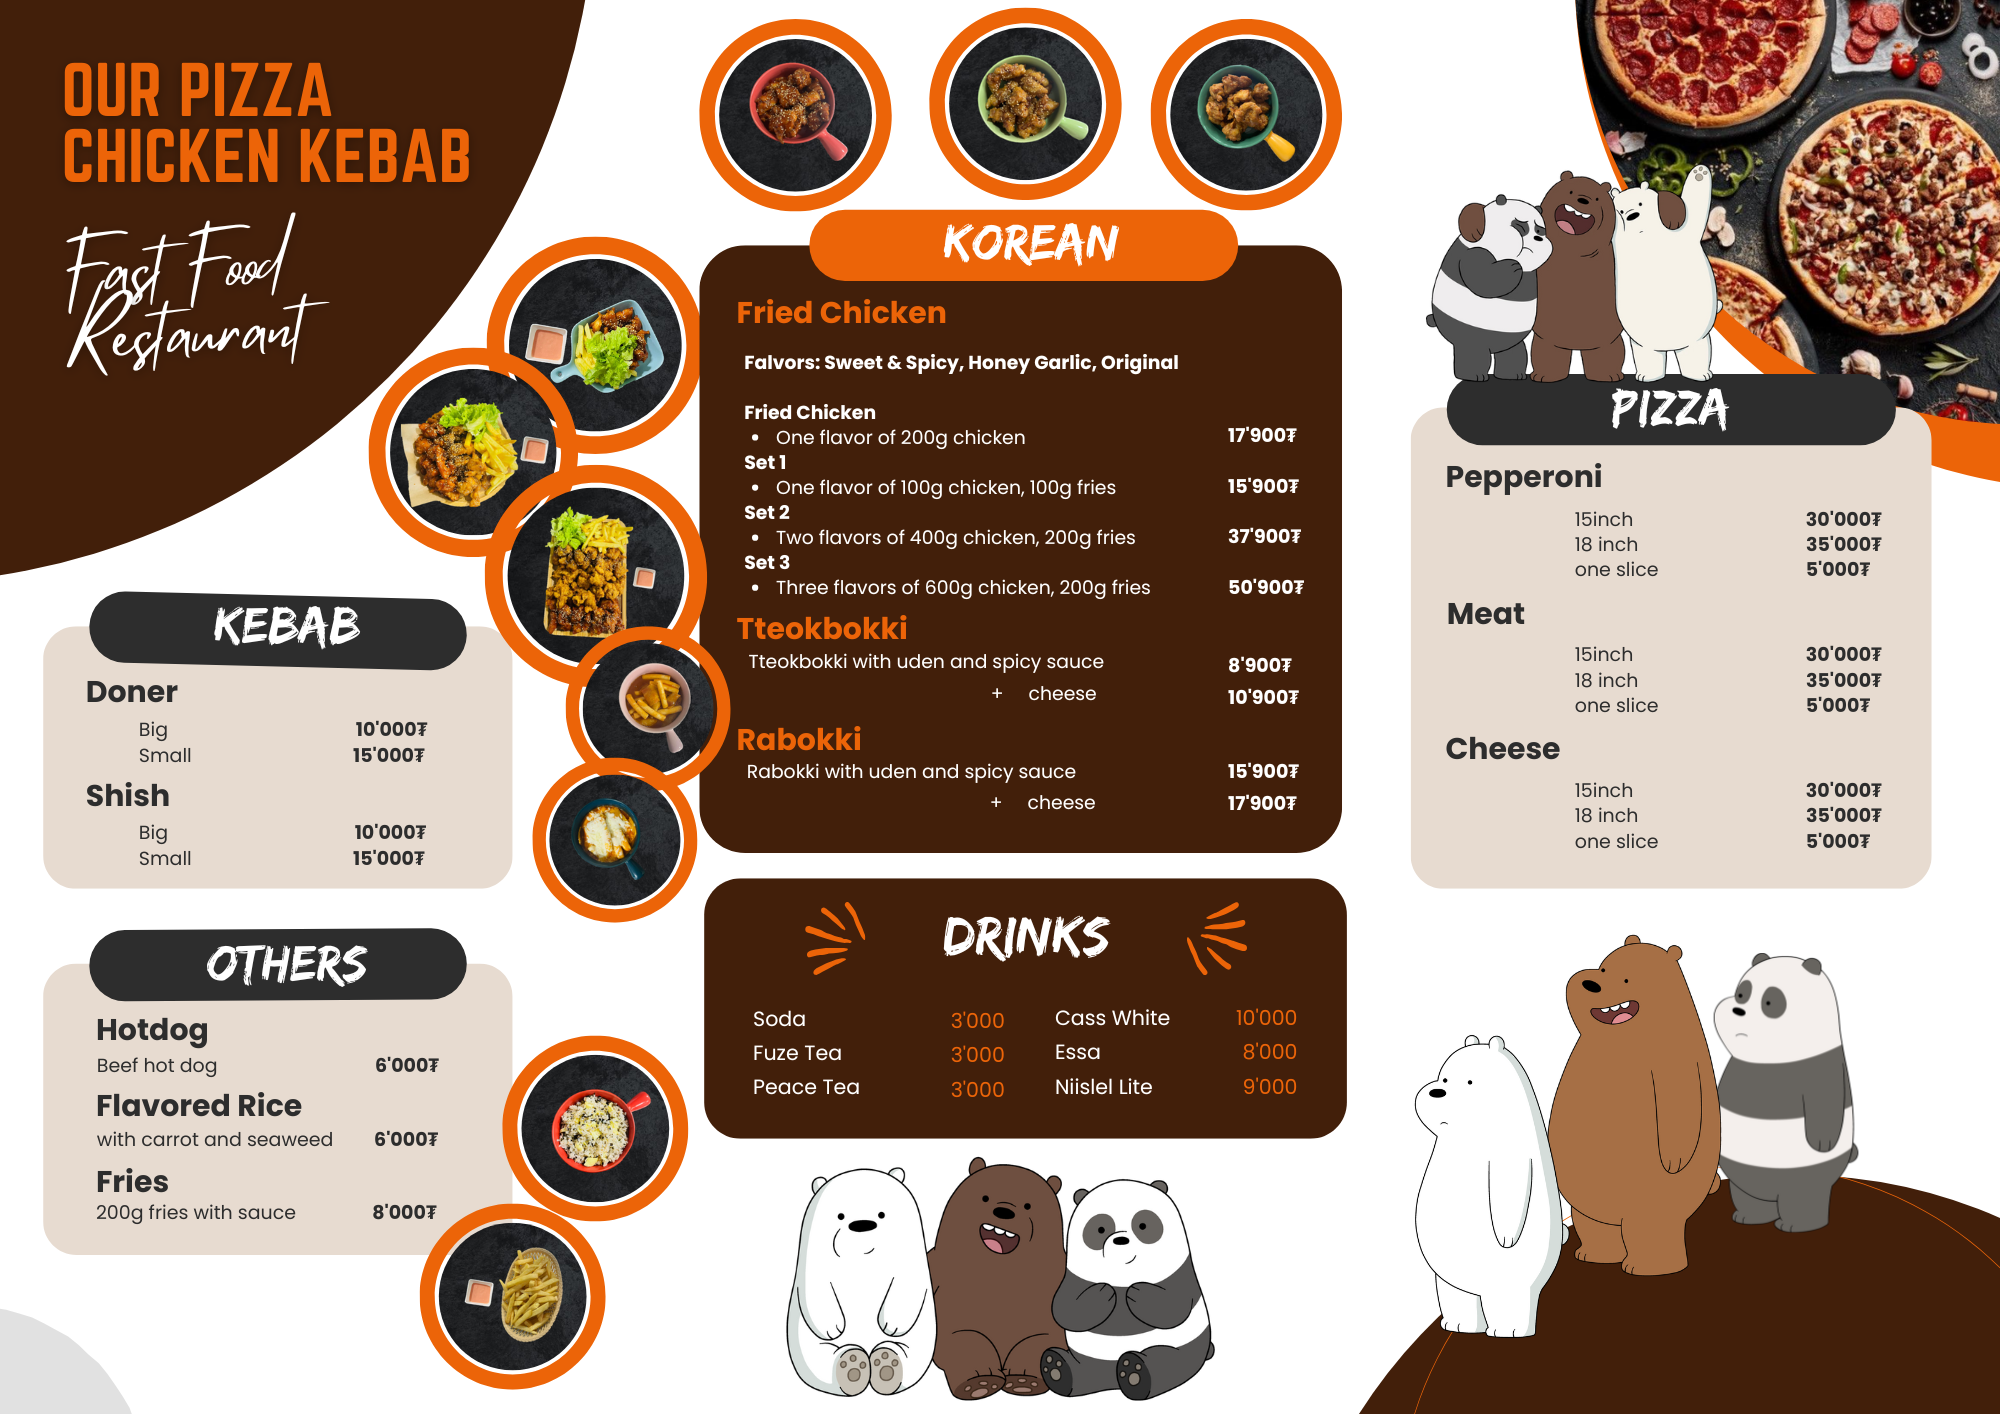 OUR PIZZA
CHICKEN KEBAB
Fast Food
Restaurant
KEBAB
Doner
Big 10'000₮
Small 15'000₮
Shish
Big 10'000₮
Small 15'000₮
OTHERS
Hotdog
Beef hot dog 6'000₮
Flavored Rice
with carrot and seaweed 6'000₮
Fries
200g fries with sauce 8'000₮
KOREAN
Fried Chicken
Falvors: Sweet & Spicy, Honey Garlic, Original
Fried Chicken
• One flavor of 200g chicken 17'900₮
Set 1
• One flavor of 100g chicken, 100g fries 15'900₮
Set 2
• Two flavors of 400g chicken, 200g fries 37'900₮
Set 3
• Three flavors of 600g chicken, 200g fries 50'900₮
Tteokbokki
Tteokbokki with uden and spicy sauce 8'900₮
+ cheese 10'900₮
Rabokki
Rabokki with uden and spicy sauce 15'900₮
+ cheese 17'900₮
DRINKS
Soda 3'000
Fuze Tea 3'000
Peace Tea 3'000
Cass White 10'000
Essa 8'000
Niislel Lite 9'000
PIZZA
Pepperoni
15inch 30'000₮
18 inch 35'000₮
one slice 5'000₮
Meat
15inch 30'000₮
18 inch 35'000₮
one slice 5'000₮
Cheese
15inch 30'000₮
18 inch 35'000₮
one slice 5'000₮